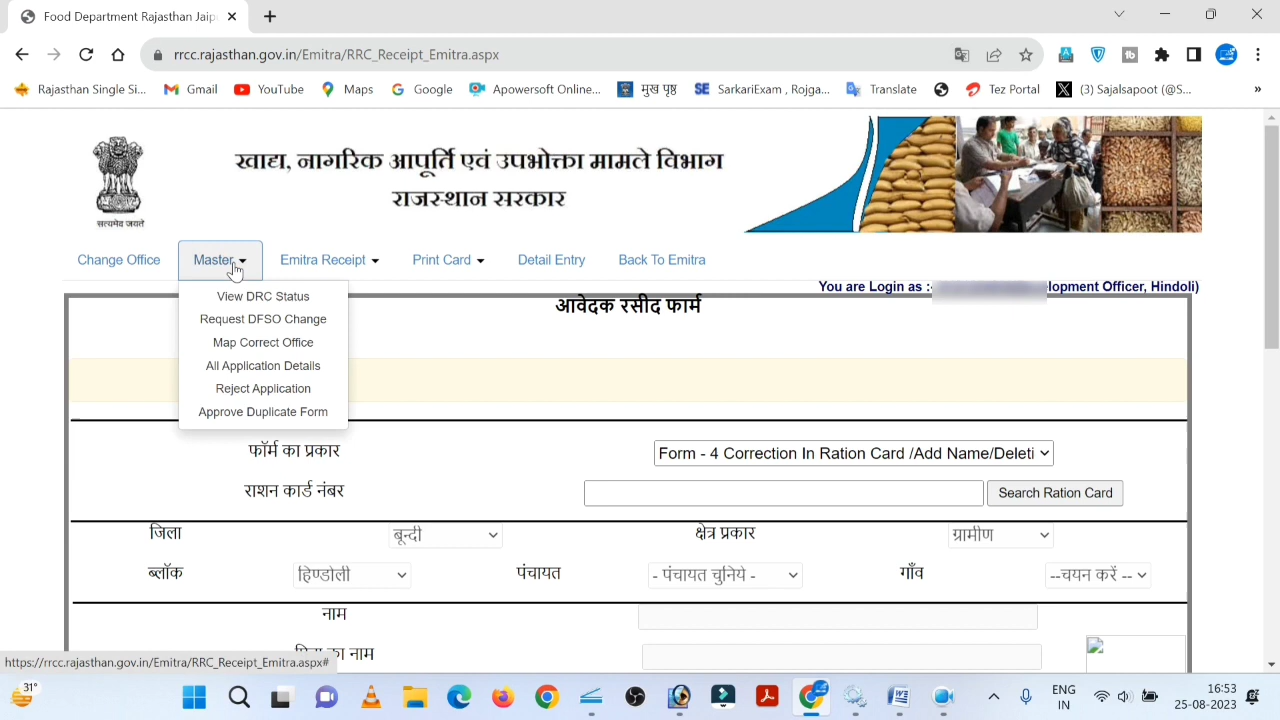 Food Department Rajasthan Jaip
rrcc.rajasthan.gov.in/Emitra/RRC_Receipt_Emitra.aspx
Rajasthan Single Si... Gmail YouTube Maps Google Apowersoft Online... मुख पृष्ठ SE SarkariExam , Rojga... Translate Tez Portal (3) Sajalsapoot (@S... »
खाद्य, नागरिक आपूर्ति एवं उपभोक्ता मामले विभाग
राजस्थान सरकार
सत्यमेव जयते
Change Office Master Emitra Receipt Print Card Detail Entry Back To Emitra
You are Login as :- lopment Officer, Hindoli)
View DRC Status
Request DFSO Change
Map Correct Office
All Application Details
Reject Application
Approve Duplicate Form
आवेदक रसीद फार्म
फॉर्म का प्रकार Form - 4 Correction In Ration Card /Add Name/Deleti
राशन कार्ड नंबर Search Ration Card
जिला बून्दी क्षेत्र प्रकार ग्रामीण
ब्लॉक हिण्डोली पंचायत - पंचायत चुनिये - गाँव --चयन करें --
नाम
का नाम
https://rrcc.rajasthan.gov.in/Emitra/RRC_Receipt_Emitra.aspx#
31°
ENG
IN
16:53
25-08-2023